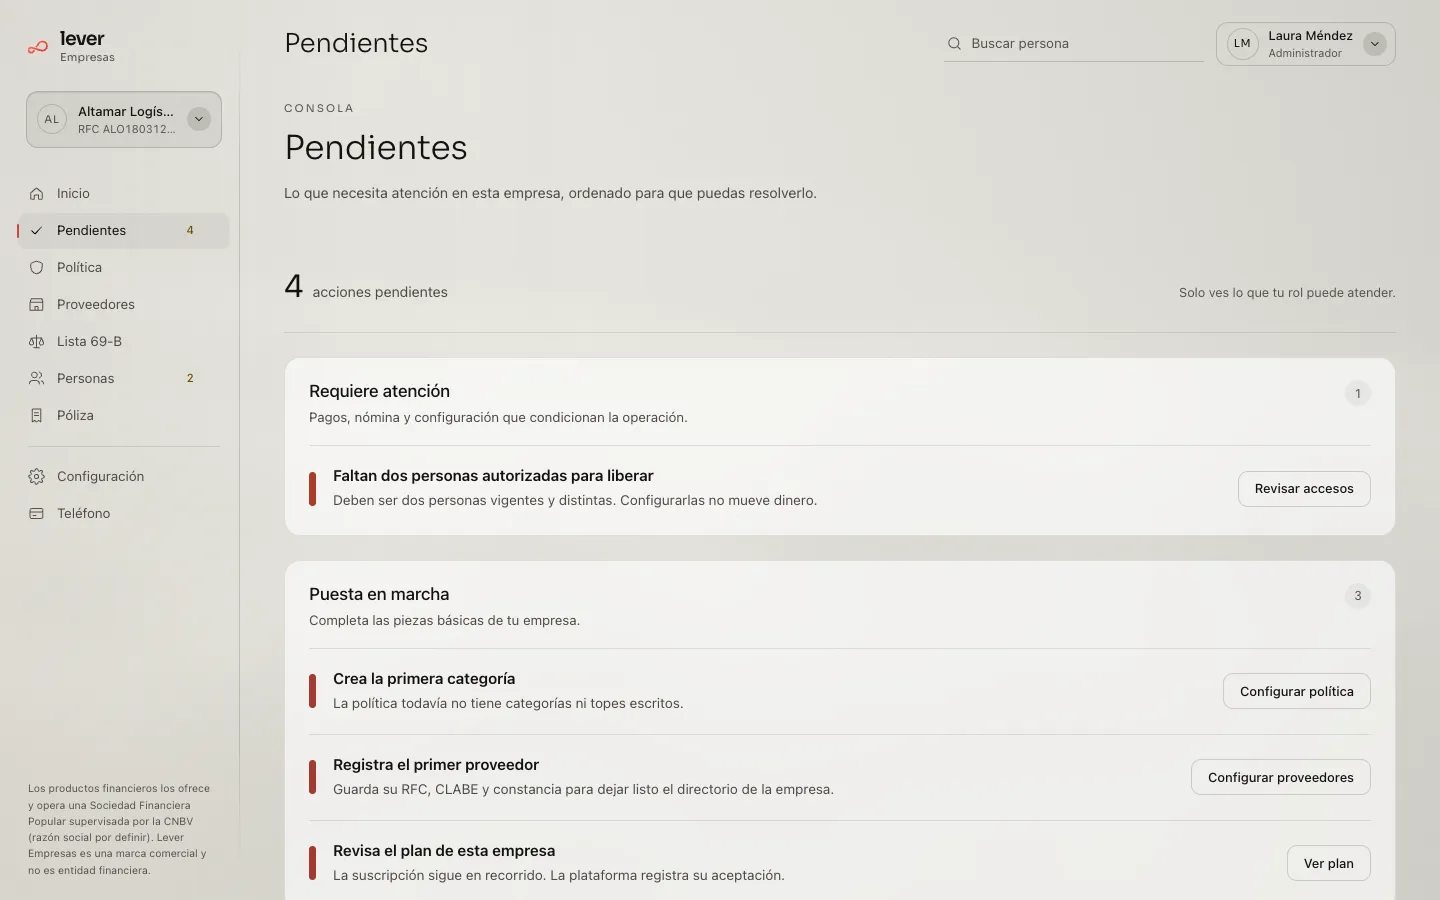 lever
Empresas
AL
Altamar Logís...
RFC ALO180312...
Inicio
Pendientes 4
Política
Proveedores
Lista 69-B
Personas 2
Póliza
Configuración
Teléfono
Los productos financieros los ofrece
y opera una Sociedad Financiera
Popular supervisada por la CNBV
(razón social por definir). Lever
Empresas es una marca comercial y
no es entidad financiera.
Pendientes
Buscar persona
LM
Laura Méndez
Administrador
CONSOLA
Pendientes
Lo que necesita atención en esta empresa, ordenado para que puedas resolverlo.
4 acciones pendientes
Solo ves lo que tu rol puede atender.
Requiere atención
1
Pagos, nómina y configuración que condicionan la operación.
Faltan dos personas autorizadas para liberar
Deben ser dos personas vigentes y distintas. Configurarlas no mueve dinero.
Revisar accesos
Puesta en marcha
3
Completa las piezas básicas de tu empresa.
Crea la primera categoría
La política todavía no tiene categorías ni topes escritos.
Configurar política
Registra el primer proveedor
Guarda su RFC, CLABE y constancia para dejar listo el directorio de la empresa.
Configurar proveedores
Revisa el plan de esta empresa
La suscripción sigue en recorrido. La plataforma registra su aceptación.
Ver plan